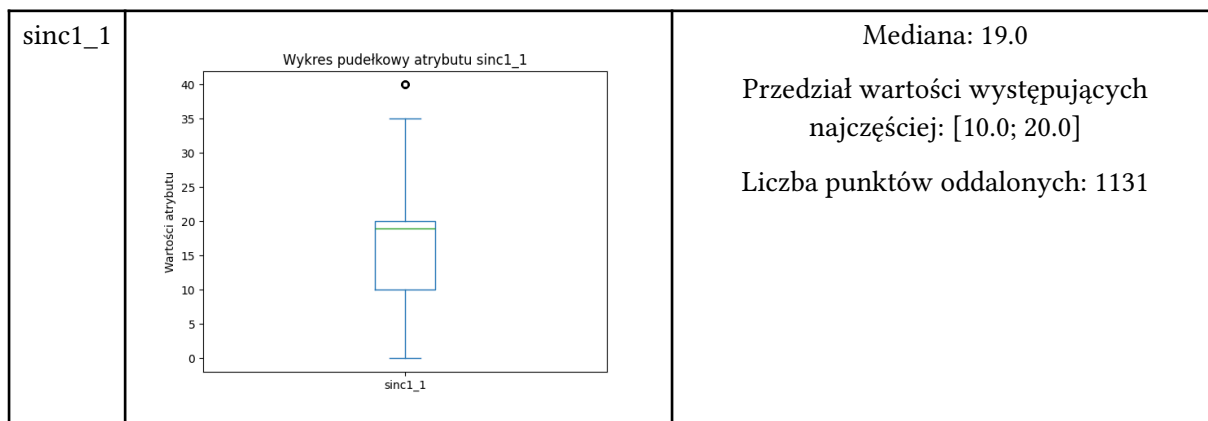 sinc1_1
Wykres pudełkowy atrybutu sinc1_1
40
35
30
25
20
15
10
5
0
Wartości atrybutu
sinc1_1
Mediana: 19.0
Przedział wartości występujących
najczęściej: [10.0; 20.0]
Liczba punktów oddalonych: 1131